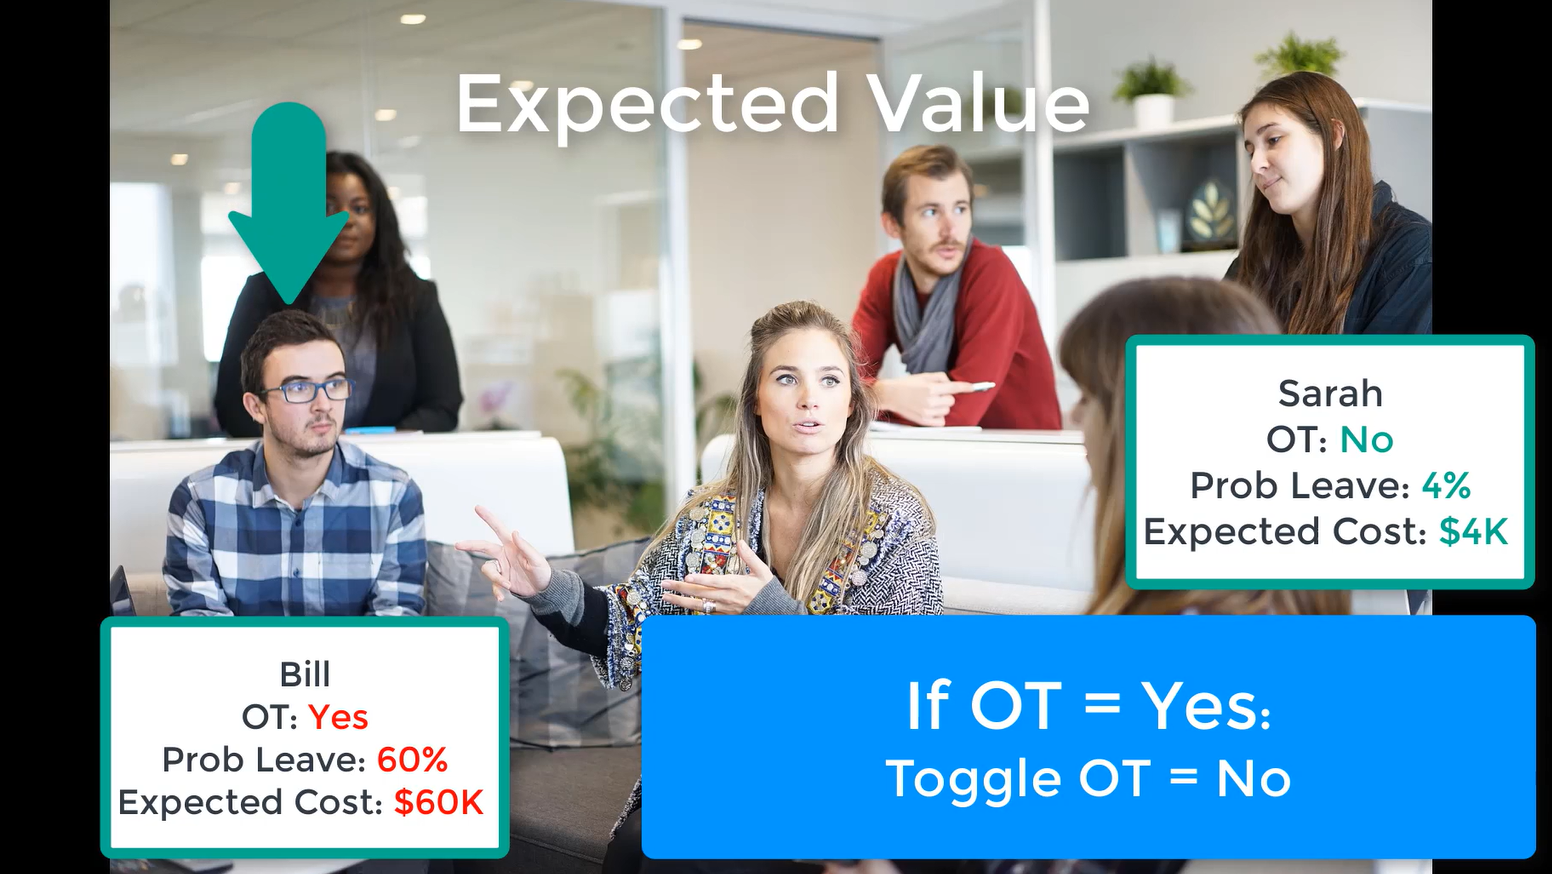 Expected Value
Sarah
OT: No
Prob Leave: 4%
Expected Cost: $4K
Bill
OT: Yes
Prob Leave: 60%
Expected Cost: $60K
If OT = Yes:
Toggle OT = No